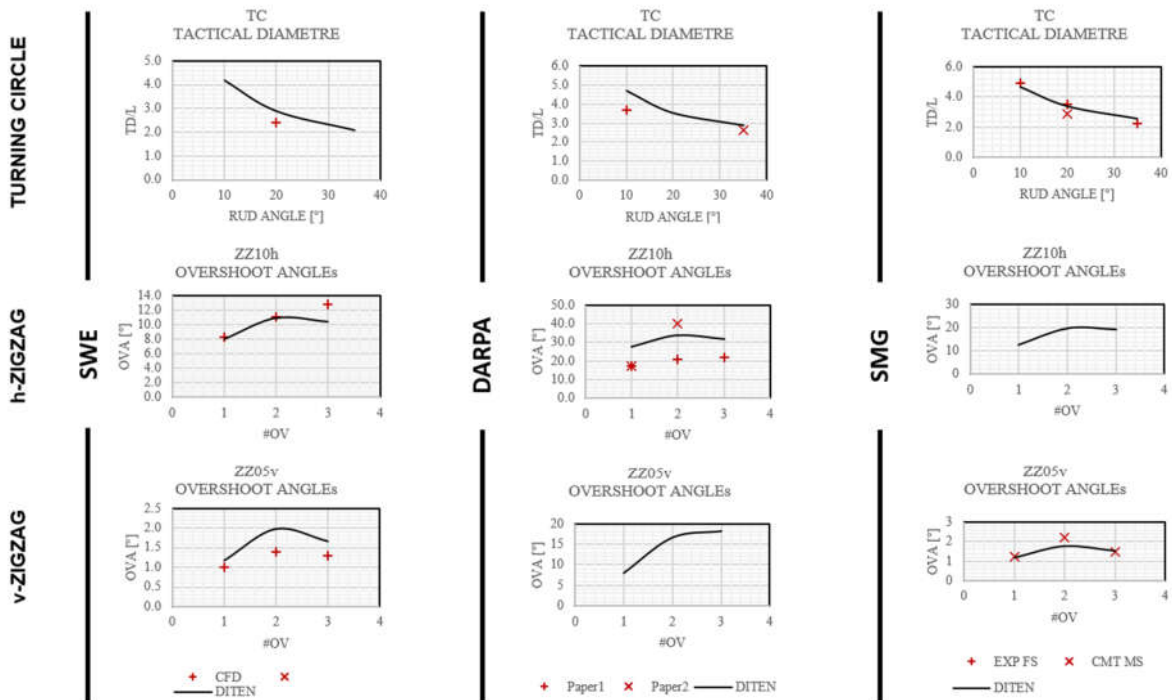 TURNING CIRCLE
h-ZIGZAG
v-ZIGZAG
SWE
TC
TACTICAL DIAMETRE
5.0
4.0
3.0
2.0
1.0
0.0
TD/L
0 10 20 30 40
RUD ANGLE [°]
ZZ10h
OVERSHOOT ANGLEs
14.0
12.0
10.0
8.0
6.0
4.0
2.0
0.0
OVA [°]
0 1 2 3 4
#OV
ZZ05v
OVERSHOOT ANGLEs
2.5
2.0
1.5
1.0
0.5
0.0
OVA [°]
0 1 2 3 4
#OV
CFD
DITEN
DARPA
TC
TACTICAL DIAMETRE
6.0
5.0
4.0
3.0
2.0
1.0
0.0
TD/L
0 10 20 30 40
RUD ANGLE [°]
ZZ10h
OVERSHOOT ANGLEs
50.0
40.0
30.0
20.0
10.0
0.0
OVA [°]
0 1 2 3 4
#OV
ZZ05v
OVERSHOOT ANGLEs
20
15
10
5
0
OVA [°]
0 1 2 3 4
#OV
Paper1 Paper2 DITEN
SMG
TC
TACTICAL DIAMETRE
6.0
4.0
2.0
0.0
TD/L
0 10 20 30 40
RUD ANGLE [°]
ZZ10h
OVERSHOOT ANGLEs
30
20
10
0
OVA [°]
0 1 2 3 4
#OV
ZZ05v
OVERSHOOT ANGLEs
3
2
1
0
OVA [°]
0 1 2 3 4
#OV
EXP FS CMT MS
DITEN